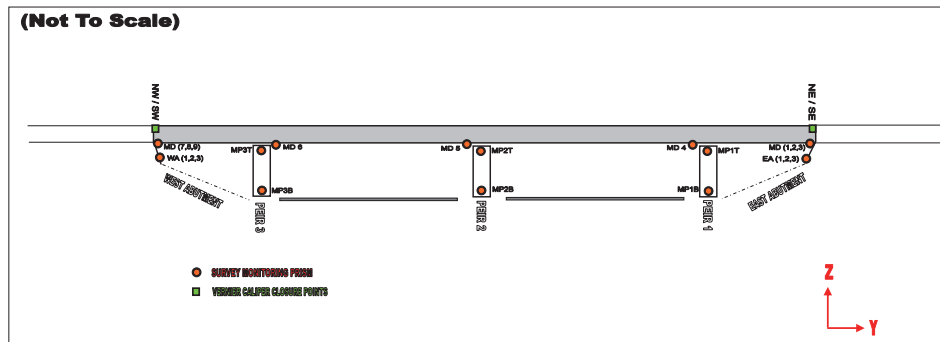 (Not To Scale)
NW / SW
NE / SE
MD (7,8,9)
WA (1,2,3)
MP3T
MD 6
MD 5
MP2T
MD 4
MP1T
MD (1,2,3)
EA (1,2,3)
WEST ABUTMENT
EAST ABUTMENT
MP3B
MP2B
MP1B
PEIR 3
PEIR 2
PEIR 1
SURVEY MONITORING PRISM
VERNIER CALIPER CLOSURE POINTS
Z
Y